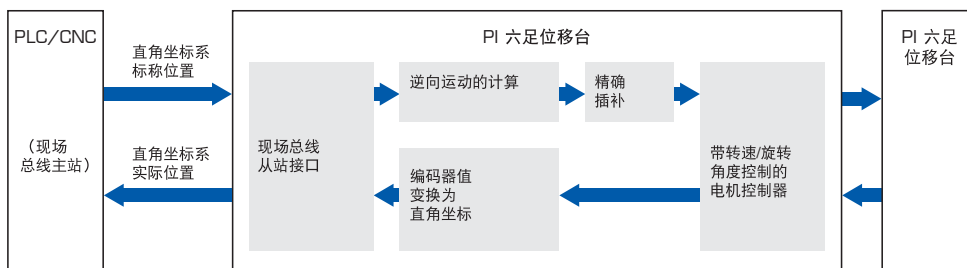 PLC/CNC
(现场
总线主站)
直角坐标系
标称位置
直角坐标系
实际位置
PI 六足位移台
现场总线
从站接口
逆向运动的计算
精确
插补
编码器值
变换为
直角坐标
带转速/旋转
角度控制的
电机控制器
PI 六足
位移台